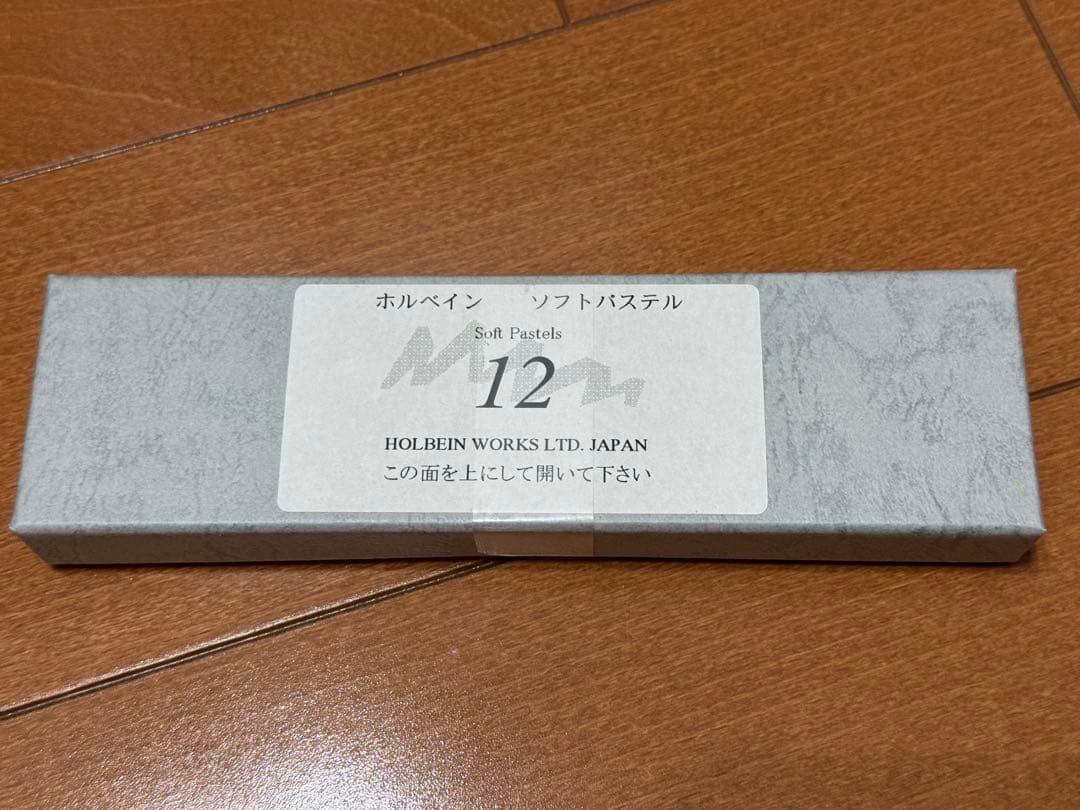 ホルベイン　ソフトパステル
Soft Pastels
12
HOLBEIN WORKS LTD. JAPAN
この面を上にして開いて下さい